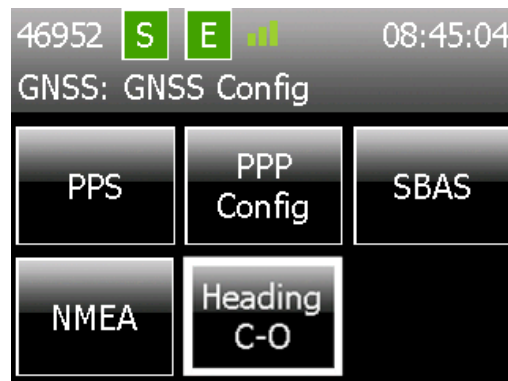 46952 S E 08:45:04
GNSS: GNSS Config
PPS
PPP
Config
SBAS
NMEA
Heading
C-O